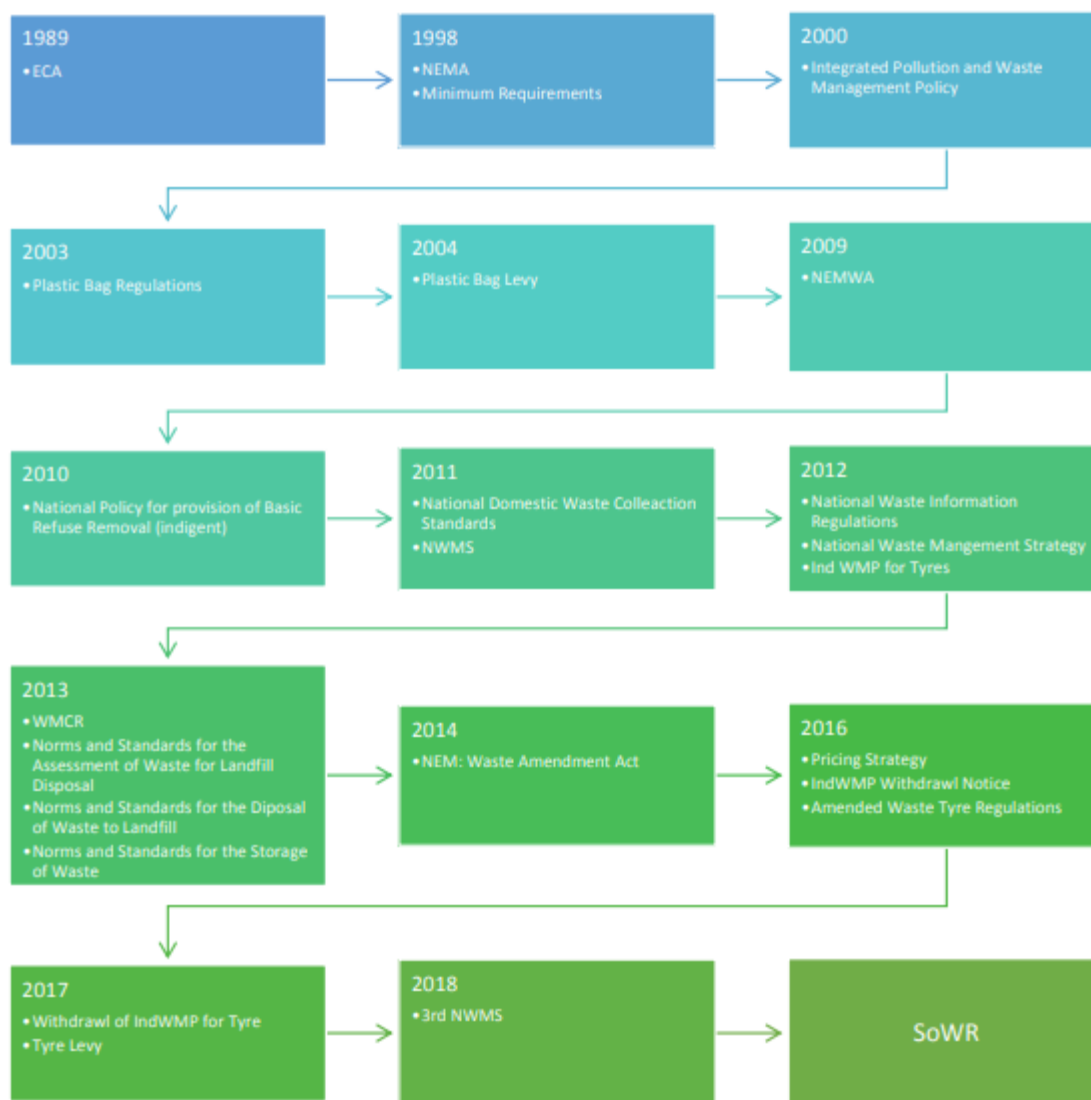 1989
•ECA
1998
•NEMA
•Minimum Requirements
2000
•Integrated Pollution and Waste
Management Policy
2003
•Plastic Bag Regulations
2004
•Plastic Bag Levy
2009
•NEMWA
2010
•National Policy for provision of Basic
Refuse Removal (indigent)
2011
•National Domestic Waste Colleaction
Standards
•NWMS
2012
•National Waste Information
Regulations
•National Waste Mangement Strategy
•Ind WMP for Tyres
2013
•WMCR
•Norms and Standards for the
Assessment of Waste for Landfill
Disposal
•Norms and Standards for the Diposal
of Waste to Landfill
•Norms and Standards for the Storage
of Waste
2014
•NEM: Waste Amendment Act
2016
•Pricing Strategy
•IndWMP Withdrawl Notice
•Amended Waste Tyre Regulations
2017
•Withdrawl of IndWMP for Tyre
•Tyre Levy
2018
•3rd NWMS
SoWR